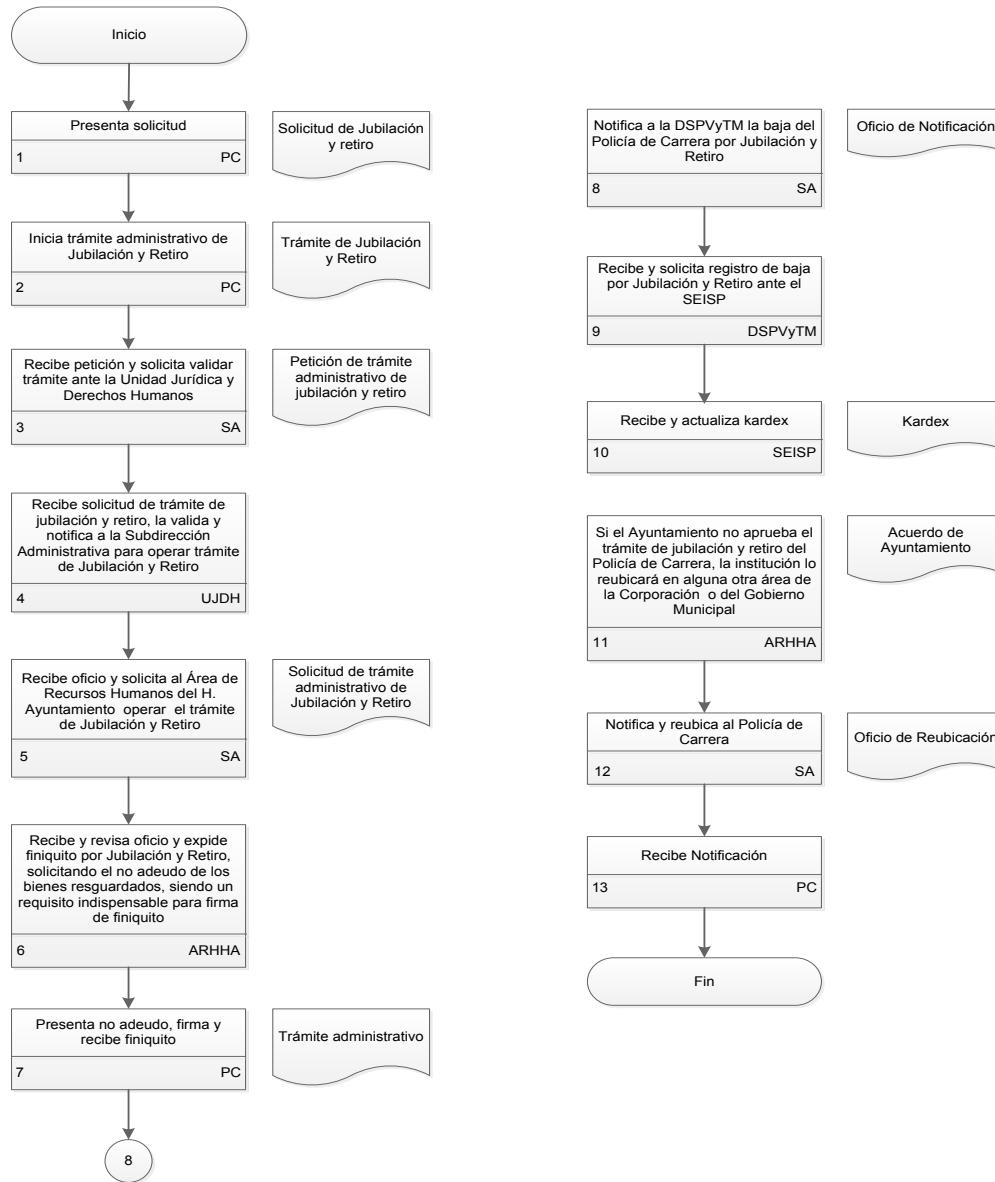 Inicio
Presenta solicitud
1 PC
Solicitud de Jubilación
y retiro
Inicia trámite administrativo de
Jubilación y Retiro
2 PC
Trámite de Jubilación
y Retiro
Recibe petición y solicita validar
trámite ante la Unidad Jurídica y
Derechos Humanos
3 SA
Petición de trámite
administrativo de
jubilación y retiro
Recibe solicitud de trámite de
jubilación y retiro, la valida y
notifica a la Subdirección
Administrativa para operar trámite
de Jubilación y Retiro
4 UJDH
Recibe oficio y solicita al Área de
Recursos Humanos del H.
Ayuntamiento operar el trámite
de Jubilación y Retiro
5 SA
Solicitud de trámite
administrativo de
Jubilación y Retiro
Recibe y revisa oficio y expide
finiquito por Jubilación y Retiro,
solicitando el no adeudo de los
bienes resguardados, siendo un
requisito indispensable para firma
de finiquito
6 ARHHA
Presenta no adeudo, firma y
recibe finiquito
7 PC
Trámite administrativo
8
Notifica a la DSPVyTM la baja del
Policía de Carrera por Jubilación y
Retiro
8 SA
Oficio de Notificación
Recibe y solicita registro de baja
por Jubilación y Retiro ante el
SEISP
9 DSPVyTM
Recibe y actualiza kardex
10 SEISP
Kardex
Si el Ayuntamiento no aprueba el
trámite de jubilación y retiro del
Policía de Carrera, la institución lo
reubicará en alguna otra área de
la Corporación o del Gobierno
Municipal
11 ARHHA
Acuerdo de
Ayuntamiento
Notifica y reubica al Policía de
Carrera
12 SA
Oficio de Reubicación
Recibe Notificación
13 PC
Fin